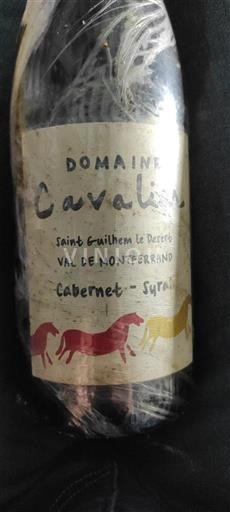 DOMAINE
Cavalier
Saint Guilhem le Desert
VAL DE MONTFERRAND
Cabernet - Syrah